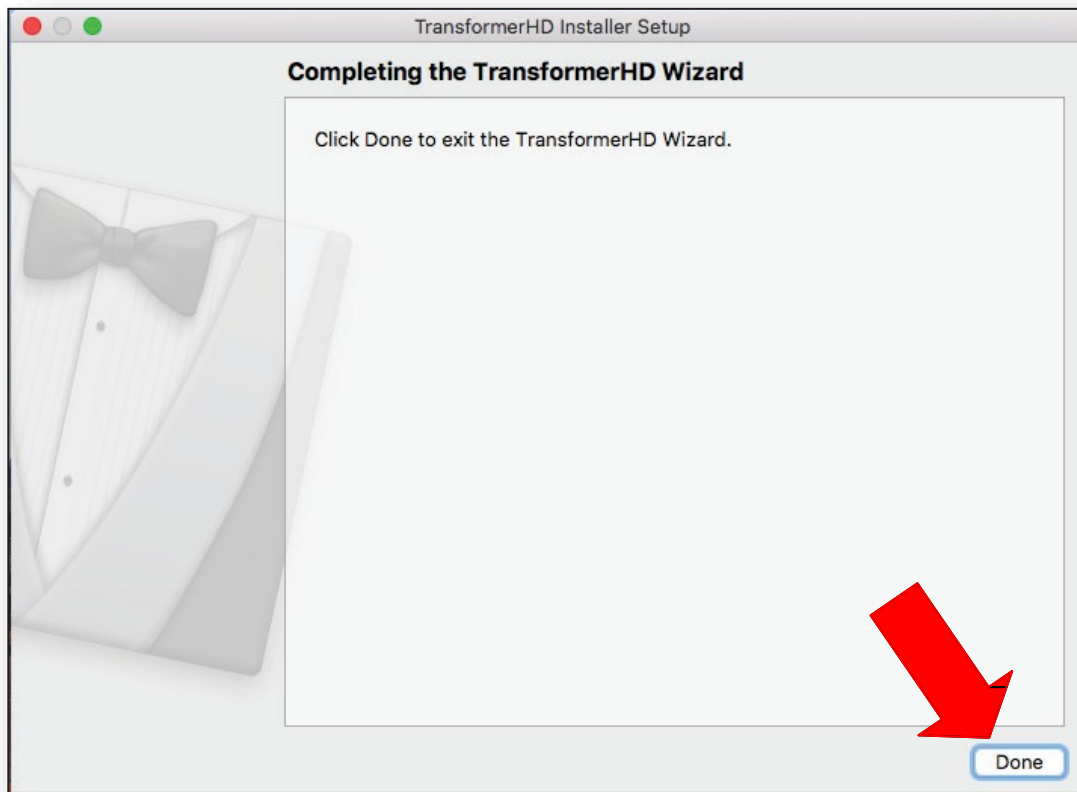 TransformerHD Installer Setup
Completing the TransformerHD Wizard
Click Done to exit the TransformerHD Wizard.
Done